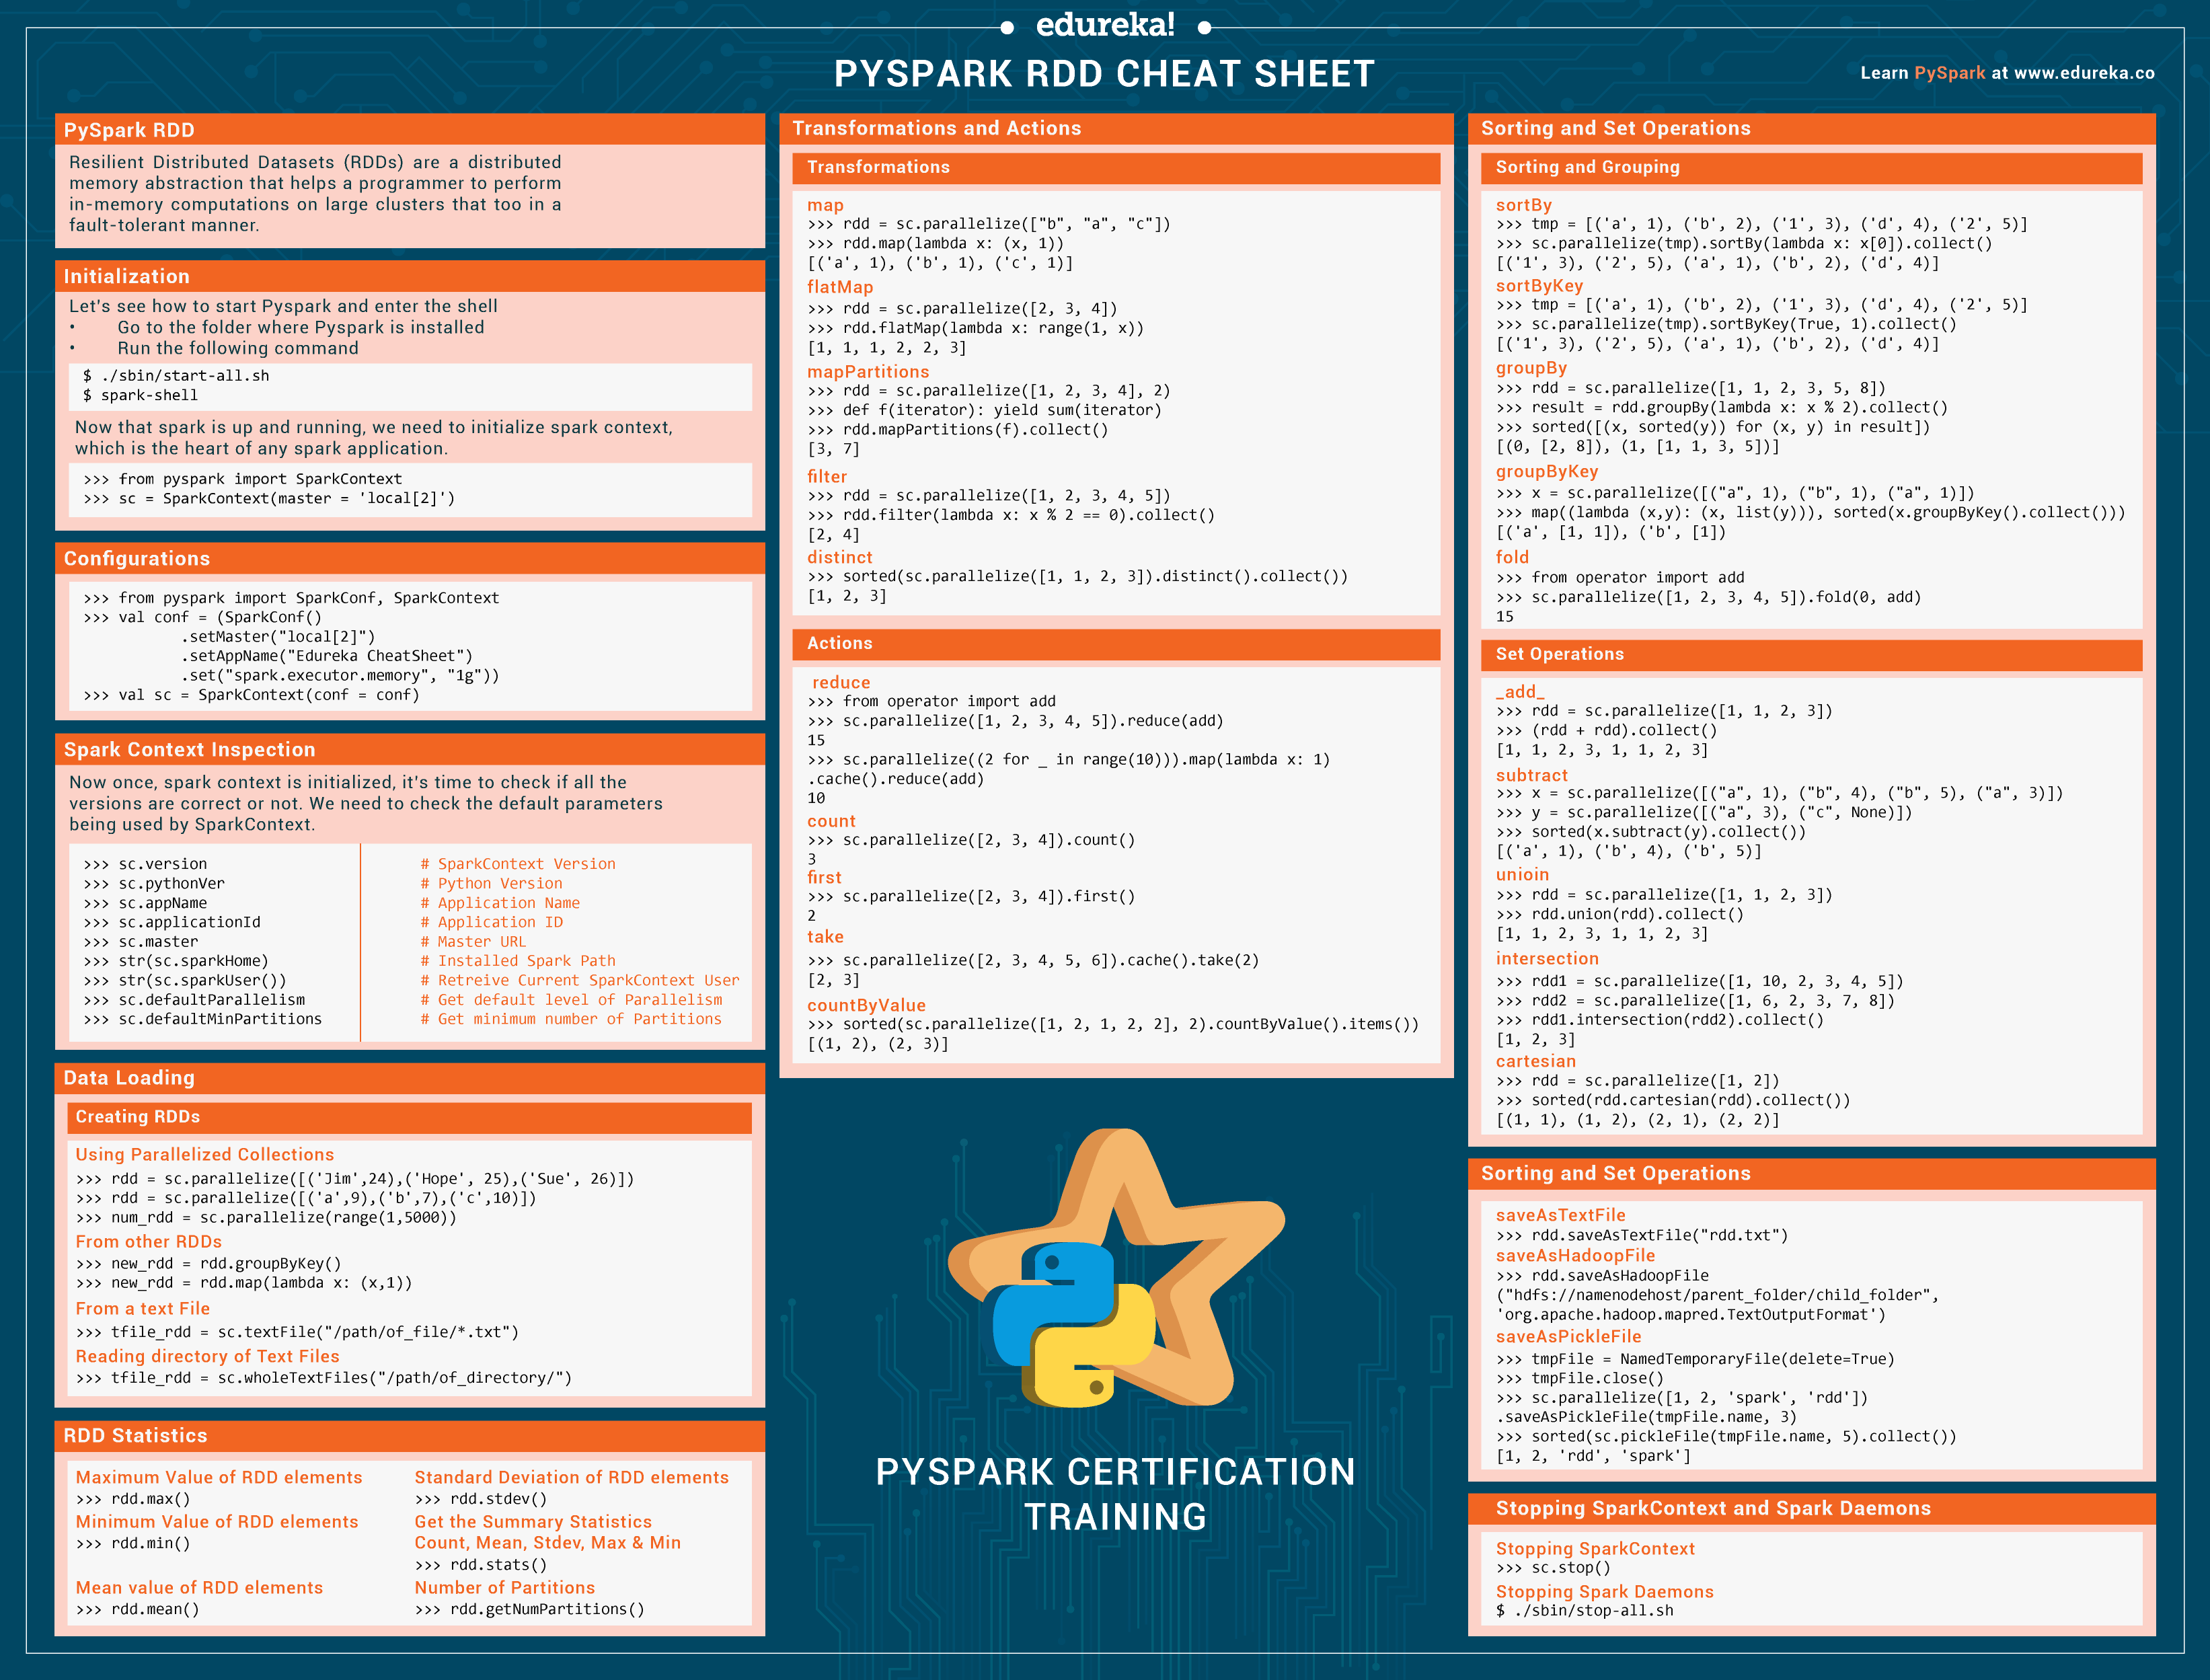 edureka!
PYSPARK RDD CHEAT SHEET
Learn PySpark at www.edureka.co
PySpark RDD
Resilient Distributed Datasets (RDDs) are a distributed
memory abstraction that helps a programmer to perform
in-memory computations on large clusters that too in a
fault-tolerant manner.
Initialization
Let's see how to start Pyspark and enter the shell
• Go to the folder where Pyspark is installed
• Run the following command
$ ./sbin/start-all.sh
$ spark-shell
Now that spark is up and running, we need to initialize spark context,
which is the heart of any spark application.
>>> from pyspark import SparkContext
>>> sc = SparkContext(master = 'local[2]')
Configurations
>>> from pyspark import SparkConf, SparkContext
>>> val conf = (SparkConf()
.setMaster("local[2]")
.setAppName("Edureka CheatSheet")
.set("spark.executor.memory", "1g"))
>>> val sc = SparkContext(conf = conf)
Spark Context Inspection
Now once, spark context is initialized, it's time to check if all the
versions are correct or not. We need to check the default parameters
being used by SparkContext.
>>> sc.version # SparkContext Version
>>> sc.pythonVer # Python Version
>>> sc.appName # Application Name
>>> sc.applicationId # Application ID
>>> sc.master # Master URL
>>> str(sc.sparkHome) # Installed Spark Path
>>> str(sc.sparkUser()) # Retreive Current SparkContext User
>>> sc.defaultParallelism # Get default level of Parallelism
>>> sc.defaultMinPartitions # Get minimum number of Partitions
Data Loading
Creating RDDs
Using Parallelized Collections
>>> rdd = sc.parallelize([('Jim',24),('Hope', 25),('Sue', 26)])
>>> rdd = sc.parallelize([('a',9),('b',7),('c',10)])
>>> num_rdd = sc.parallelize(range(1,5000))
From other RDDs
>>> new_rdd = rdd.groupByKey()
>>> new_rdd = rdd.map(lambda x: (x,1))
From a text File
>>> tfile_rdd = sc.textFile("/path/of_file/*.txt")
Reading directory of Text Files
>>> tfile_rdd = sc.wholeTextFiles("/path/of_directory/")
RDD Statistics
Maximum Value of RDD elements
>>> rdd.max()
Minimum Value of RDD elements
>>> rdd.min()
Mean value of RDD elements
>>> rdd.mean()
Standard Deviation of RDD elements
>>> rdd.stdev()
Get the Summary Statistics
Count, Mean, Stdev, Max & Min
>>> rdd.stats()
Number of Partitions
>>> rdd.getNumPartitions()
Transformations and Actions
Transformations
map
>>> rdd = sc.parallelize(["b", "a", "c"])
>>> rdd.map(lambda x: (x, 1))
[('a', 1), ('b', 1), ('c', 1)]
flatMap
>>> rdd = sc.parallelize([2, 3, 4])
>>> rdd.flatMap(lambda x: range(1, x))
[1, 1, 1, 2, 2, 3]
mapPartitions
>>> rdd = sc.parallelize([1, 2, 3, 4], 2)
>>> def f(iterator): yield sum(iterator)
>>> rdd.mapPartitions(f).collect()
[3, 7]
filter
>>> rdd = sc.parallelize([1, 2, 3, 4, 5])
>>> rdd.filter(lambda x: x % 2 == 0).collect()
[2, 4]
distinct
>>> sorted(sc.parallelize([1, 1, 2, 3]).distinct().collect())
[1, 2, 3]
Actions
reduce
>>> from operator import add
>>> sc.parallelize([1, 2, 3, 4, 5]).reduce(add)
15
>>> sc.parallelize((2 for _ in range(10))).map(lambda x: 1)
.cache().reduce(add)
10
count
>>> sc.parallelize([2, 3, 4]).count()
3
first
>>> sc.parallelize([2, 3, 4]).first()
2
take
>>> sc.parallelize([2, 3, 4, 5, 6]).cache().take(2)
[2, 3]
countByValue
>>> sorted(sc.parallelize([1, 2, 1, 2, 2], 2).countByValue().items())
[(1, 2), (2, 3)]
PYSPARK CERTIFICATION
TRAINING
Sorting and Set Operations
Sorting and Grouping
sortBy
>>> tmp = [('a', 1), ('b', 2), ('1', 3), ('d', 4), ('2', 5)]
>>> sc.parallelize(tmp).sortBy(lambda x: x[0]).collect()
[('1', 3), ('2', 5), ('a', 1), ('b', 2), ('d', 4)]
sortByKey
>>> tmp = [('a', 1), ('b', 2), ('1', 3), ('d', 4), ('2', 5)]
>>> sc.parallelize(tmp).sortByKey(True, 1).collect()
[('1', 3), ('2', 5), ('a', 1), ('b', 2), ('d', 4)]
groupBy
>>> rdd = sc.parallelize([1, 1, 2, 3, 5, 8])
>>> result = rdd.groupBy(lambda x: x % 2).collect()
>>> sorted([(x, sorted(y)) for (x, y) in result])
[(0, [2, 8]), (1, [1, 1, 3, 5])]
groupByKey
>>> x = sc.parallelize([("a", 1), ("b", 1), ("a", 1)])
>>> map((lambda (x,y): (x, list(y))), sorted(x.groupByKey().collect()))
[('a', [1, 1]), ('b', [1])
fold
>>> from operator import add
>>> sc.parallelize([1, 2, 3, 4, 5]).fold(0, add)
15
Set Operations
_add_
>>> rdd = sc.parallelize([1, 1, 2, 3])
>>> (rdd + rdd).collect()
[1, 1, 2, 3, 1, 1, 2, 3]
subtract
>>> x = sc.parallelize([("a", 1), ("b", 4), ("b", 5), ("a", 3)])
>>> y = sc.parallelize([("a", 3), ("c", None)])
>>> sorted(x.subtract(y).collect())
[('a', 1), ('b', 4), ('b', 5)]
unioin
>>> rdd = sc.parallelize([1, 1, 2, 3])
>>> rdd.union(rdd).collect()
[1, 1, 2, 3, 1, 1, 2, 3]
intersection
>>> rdd1 = sc.parallelize([1, 10, 2, 3, 4, 5])
>>> rdd2 = sc.parallelize([1, 6, 2, 3, 7, 8])
>>> rdd1.intersection(rdd2).collect()
[1, 2, 3]
cartesian
>>> rdd = sc.parallelize([1, 2])
>>> sorted(rdd.cartesian(rdd).collect())
[(1, 1), (1, 2), (2, 1), (2, 2)]
Sorting and Set Operations
saveAsTextFile
>>> rdd.saveAsTextFile("rdd.txt")
saveAsHadoopFile
>>> rdd.saveAsHadoopFile
("hdfs://namenodehost/parent_folder/child_folder",
'org.apache.hadoop.mapred.TextOutputFormat')
saveAsPickleFile
>>> tmpFile = NamedTemporaryFile(delete=True)
>>> tmpFile.close()
>>> sc.parallelize([1, 2, 'spark', 'rdd'])
.saveAsPickleFile(tmpFile.name, 3)
>>> sorted(sc.pickleFile(tmpFile.name, 5).collect())
[1, 2, 'rdd', 'spark']
Stopping SparkContext and Spark Daemons
Stopping SparkContext
>>> sc.stop()
Stopping Spark Daemons
$ ./sbin/stop-all.sh